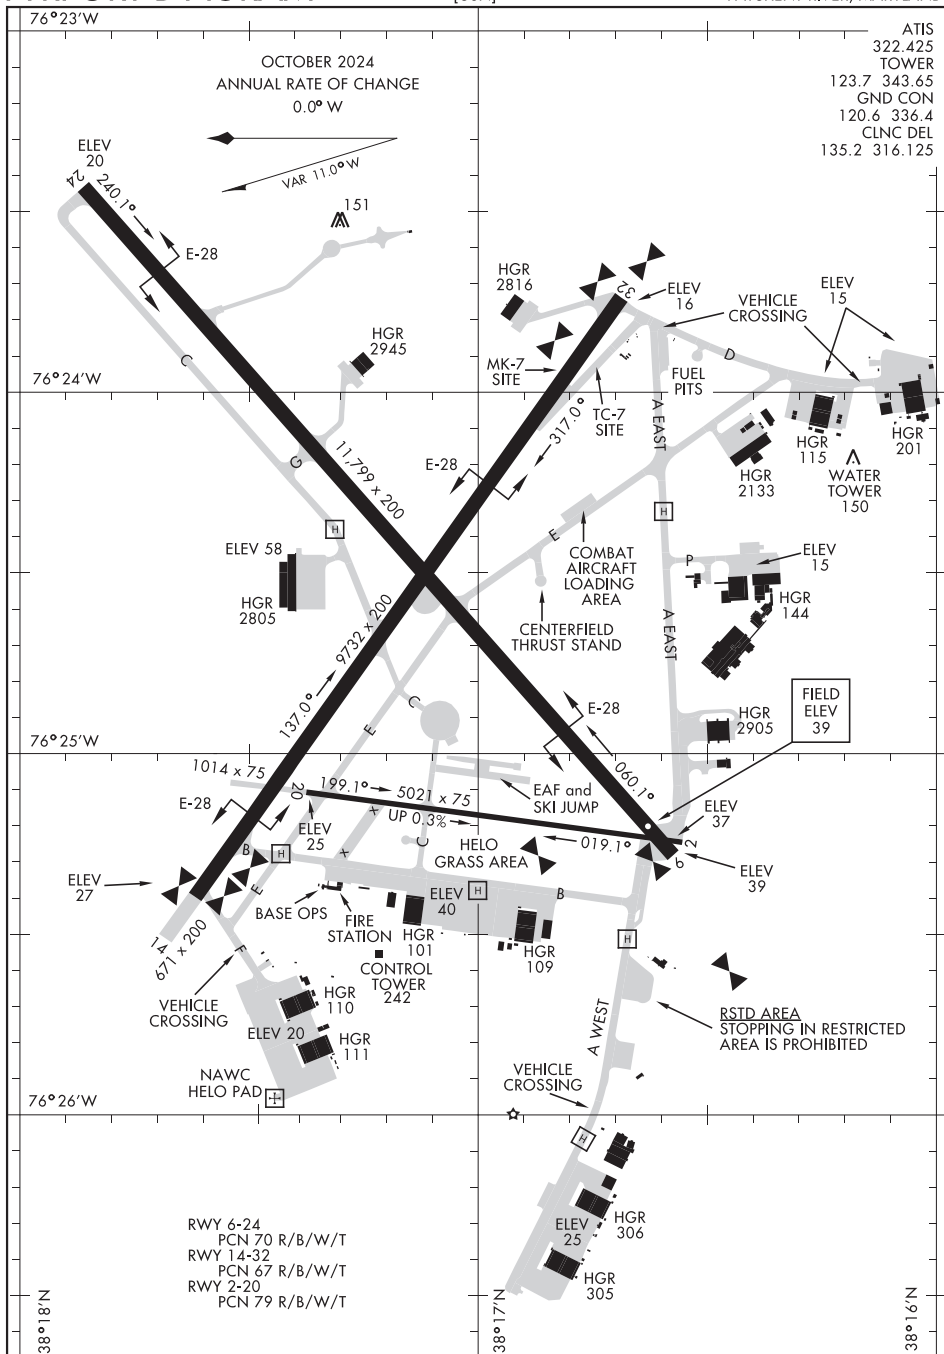 76°23'W
ATIS
322.425
TOWER
123.7 343.65
GND CON
120.6 336.4
CLNC DEL
135.2 316.125
OCTOBER 2024
ANNUAL RATE OF CHANGE
0.0° W
VAR 11.0° W
ELEV
20
24
240.1°
E-28
151
HGR
2816
32
ELEV
16
VEHICLE
CROSSING
ELEV
15
HGR
2945
C
MK-7
SITE
TC-7
SITE
FUEL
PITS
D
76°24'W
317.0°
A EAST
HGR
115
HGR
201
HGR
2133
WATER
TOWER
150
G
11,799 x 200
E-28
H
H
E
COMBAT
AIRCRAFT
LOADING
AREA
P
ELEV
15
HGR
144
ELEV 58
HGR
2805
CENTERFIELD
THRUST STAND
A EAST
9732 x 200
137.0°
C
E
E-28
FIELD
ELEV
39
HGR
2905
76°25'W
060.1°
1014 x 75
20
199.1°
5021 x 75
UP 0.3%
EAF and
SKI JUMP
E-28
ELEV
25
X
X
C
HELO
GRASS AREA
019.1°
ELEV
37
2
6
ELEV
39
B
H
E
ELEV
27
BASE OPS
FIRE
STATION
ELEV
40
H
B
HGR
101
HGR
109
H
14
671 x 200
F
CONTROL
TOWER
242
VEHICLE
CROSSING
HGR
110
ELEV 20
HGR
111
A WEST
RSTD AREA
STOPPING IN RESTRICTED
AREA IS PROHIBITED
NAWC
HELO PAD
VEHICLE
CROSSING
76°26'W
H
RWY 6-24
PCN 70 R/B/W/T
RWY 14-32
PCN 67 R/B/W/T
RWY 2-20
PCN 79 R/B/W/T
ELEV
25
HGR
306
HGR
305
38°18'N
38°17'N
38°16'N